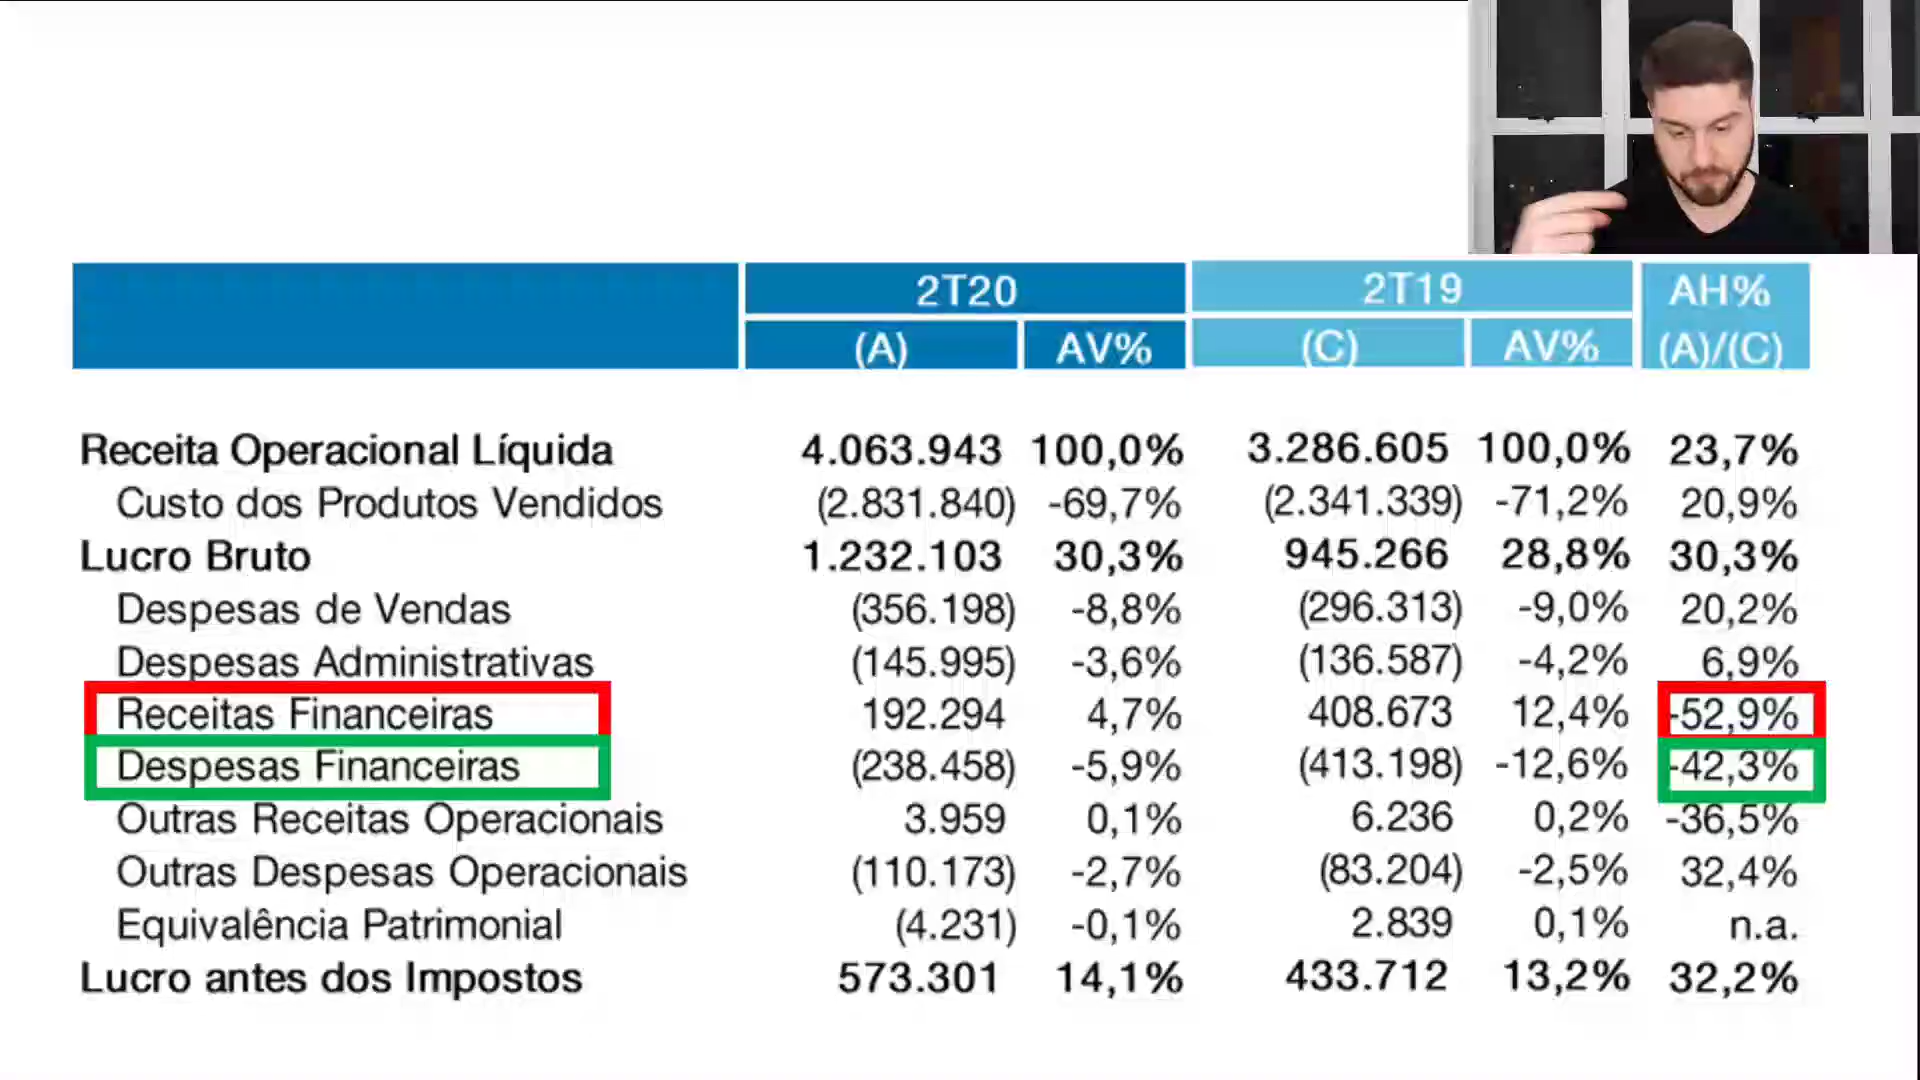 2T20 2T19 AH%
(A) AV% (C) AV% (A)/(C)
Receita Operacional Líquida 4.063.943 100,0% 3.286.605 100,0% 23,7%
Custo dos Produtos Vendidos (2.831.840) -69,7% (2.341.339) -71,2% 20,9%
Lucro Bruto 1.232.103 30,3% 945.266 28,8% 30,3%
Despesas de Vendas (356.198) -8,8% (296.313) -9,0% 20,2%
Despesas Administrativas (145.995) -3,6% (136.587) -4,2% 6,9%
Receitas Financeiras 192.294 4,7% 408.673 12,4% -52,9%
Despesas Financeiras (238.458) -5,9% (413.198) -12,6% -42,3%
Outras Receitas Operacionais 3.959 0,1% 6.236 0,2% -36,5%
Outras Despesas Operacionais (110.173) -2,7% (83.204) -2,5% 32,4%
Equivalência Patrimonial (4.231) -0,1% 2.839 0,1% n.a.
Lucro antes dos Impostos 573.301 14,1% 433.712 13,2% 32,2%